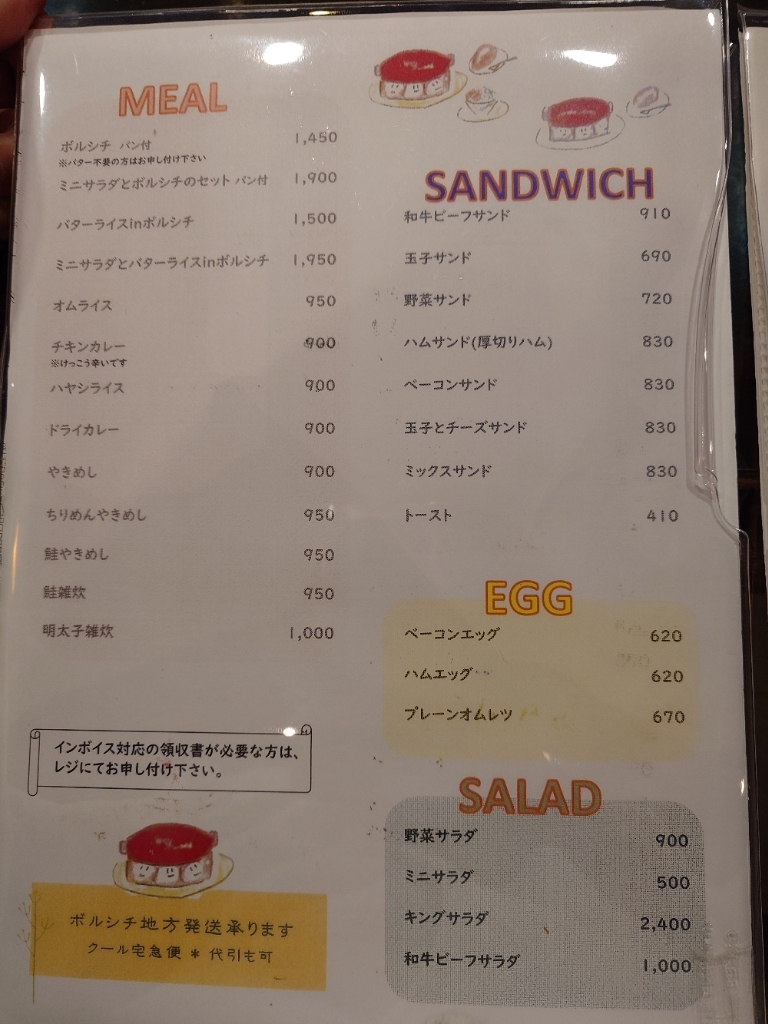 MEAL
ボルシチ パン付 1,450
※バター不要の方はお申し付け下さい
ミニサラダとボルシチのセット パン付 1,900
バターライスinボルシチ 1,500
ミニサラダとバターライスinボルシチ 1,950
オムライス 950
チキンカレー 900
※けっこう辛いです
ハヤシライス 900
ドライカレー 900
やきめし 900
ちりめんやきめし 950
鮭やきめし 950
鮭雑炊 950
明太子雑炊 1,000
インボイス対応の領収書が必要な方は、
レジにてお申し付け下さい。
ボルシチ地方発送承ります
クール宅急便 * 代引も可
SANDWICH
和牛ビーフサンド 910
玉子サンド 690
野菜サンド 720
ハムサンド(厚切りハム) 830
ベーコンサンド 830
玉子とチーズサンド 830
ミックスサンド 830
トースト 410
EGG
ベーコンエッグ 620
ハムエッグ 620
プレーンオムレツ 670
SALAD
野菜サラダ 900
ミニサラダ 500
キングサラダ 2,400
和牛ビーフサラダ 1,000